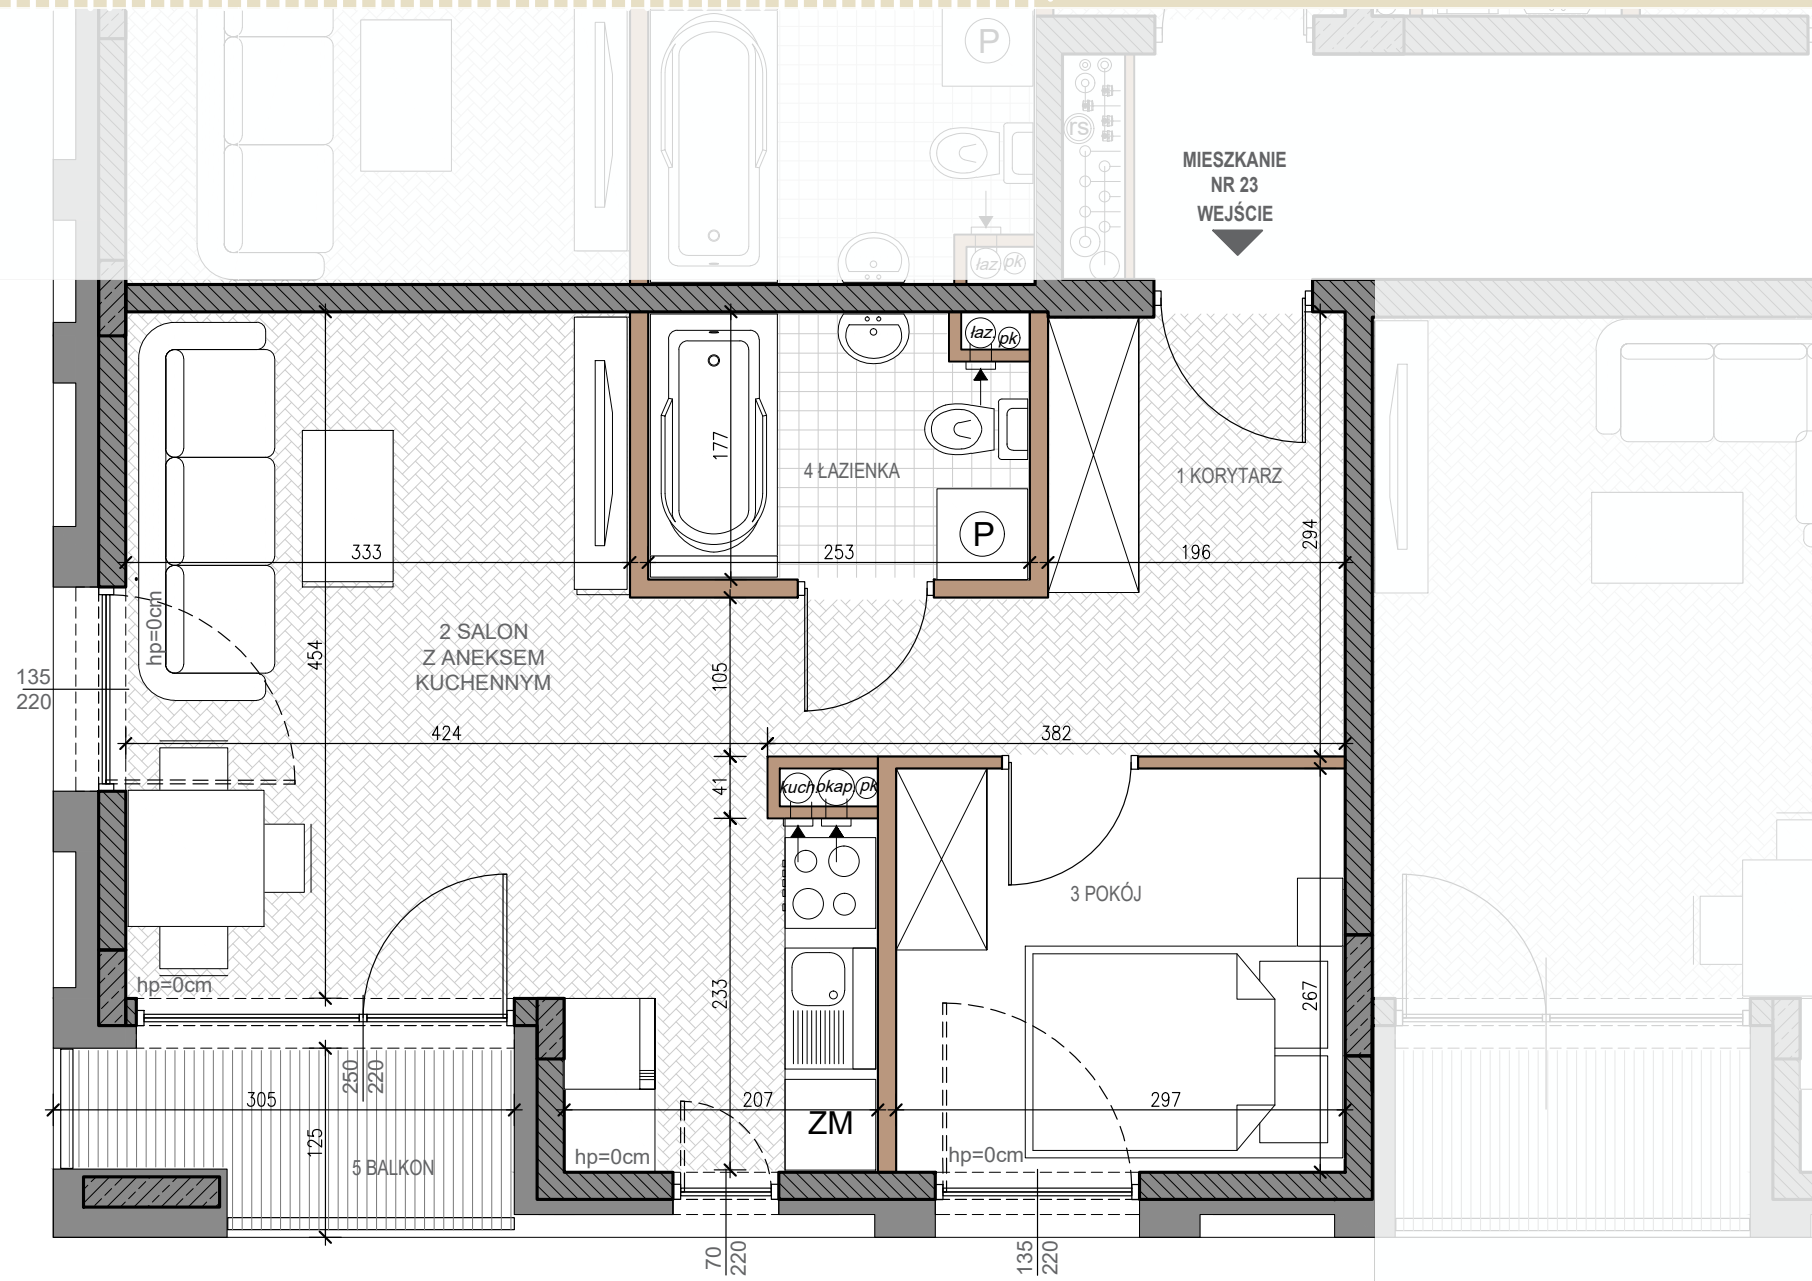 P
rs
MIESZKANIE
NR 23
WEJŚCIE
łaz
pk
łaz.
pk
177
4 ŁAZIENKA
1 KORYTARZ
P
294
333
253
196
hp=0cm
2 SALON
Z ANEKSEM
KUCHENNYM
454
105
135
220
424
382
41
kuch
okap
pk
3 POKÓJ
hp=0cm
233
267
250
220
305
207
297
125
ZM
5 BALKON
hp=0cm
hp=0cm
70
220
135
220